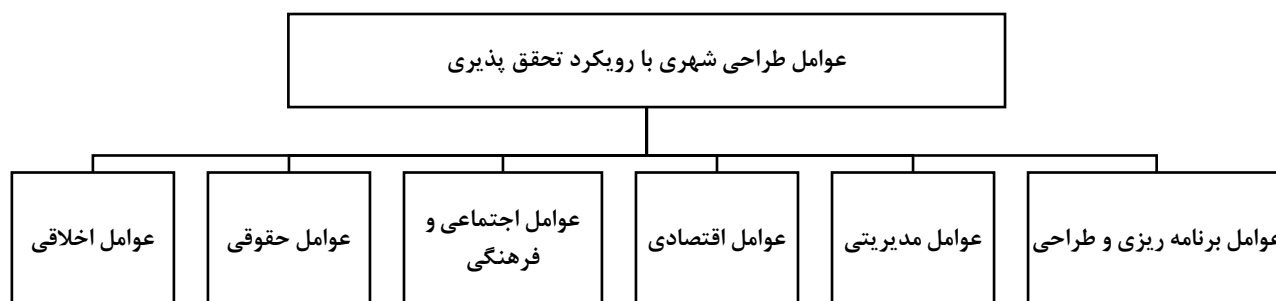 عوامل طراحی شهری با رویکرد تحقق پذیری
عوامل برنامه ریزی و طراحی
عوامل مدیریتی
عوامل اقتصادی
عوامل اجتماعی و
فرهنگی
عوامل حقوقی
عوامل اخلاقی